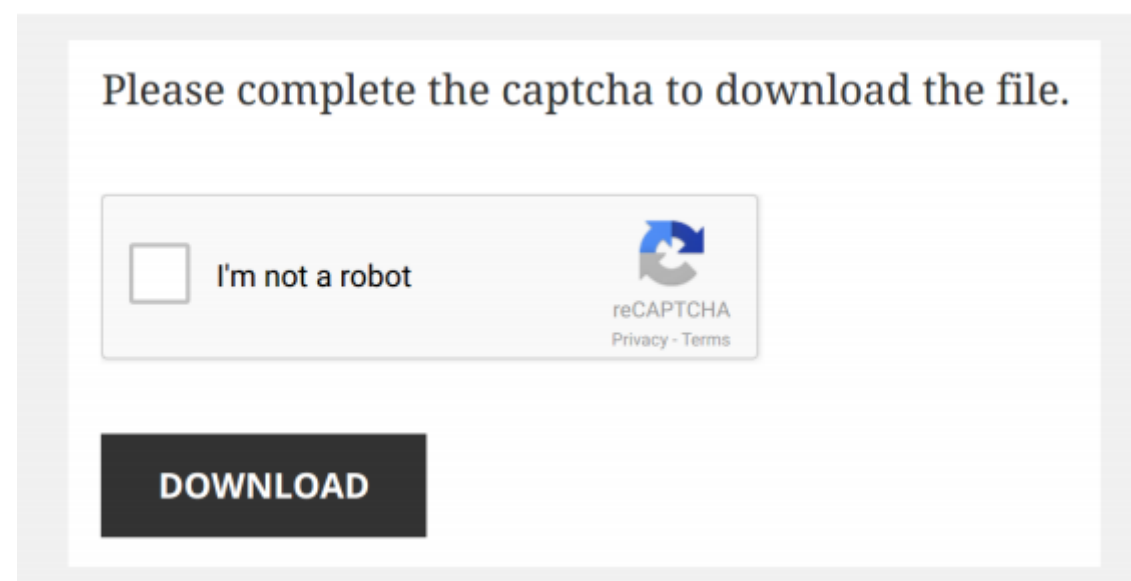 Please complete the captcha to download the file.
I'm not a robot
reCAPTCHA
Privacy - Terms
DOWNLOAD